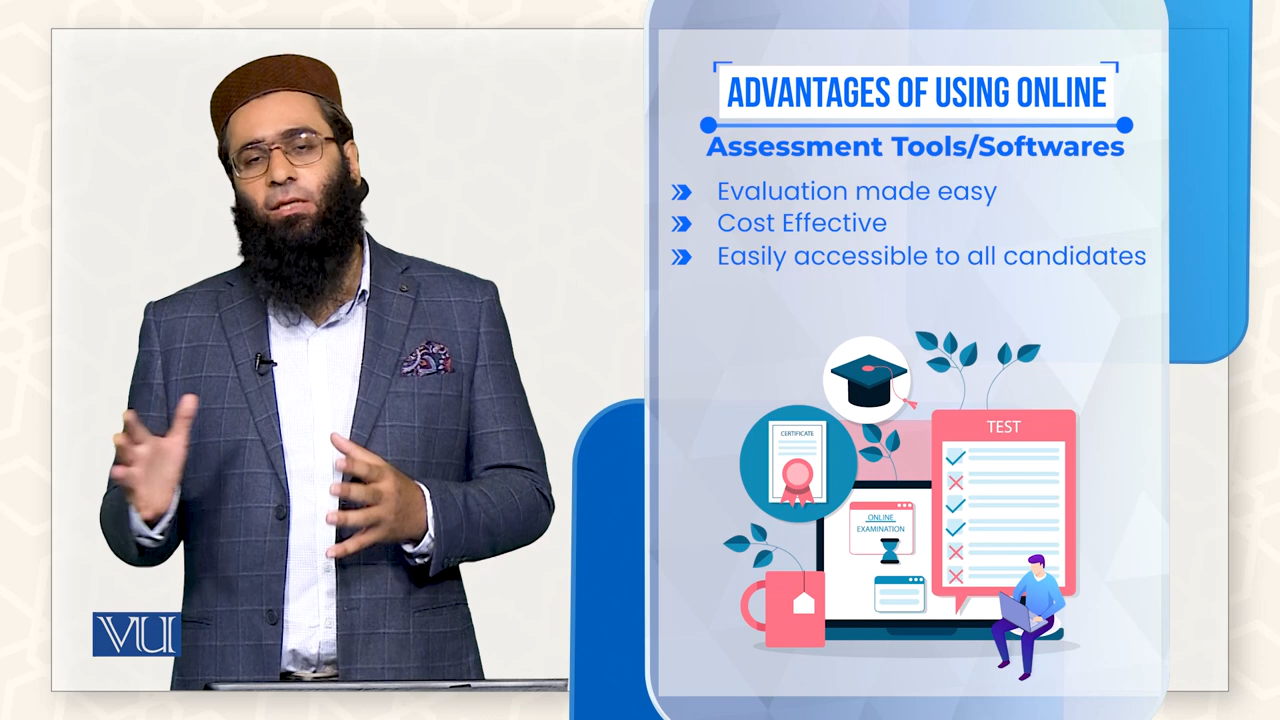 ADVANTAGES OF USING ONLINE
Assessment Tools/Softwares
Evaluation made easy
Cost Effective
Easily accessible to all candidates
CERTIFICATE
TEST
ONLINE
EXAMINATION
VU